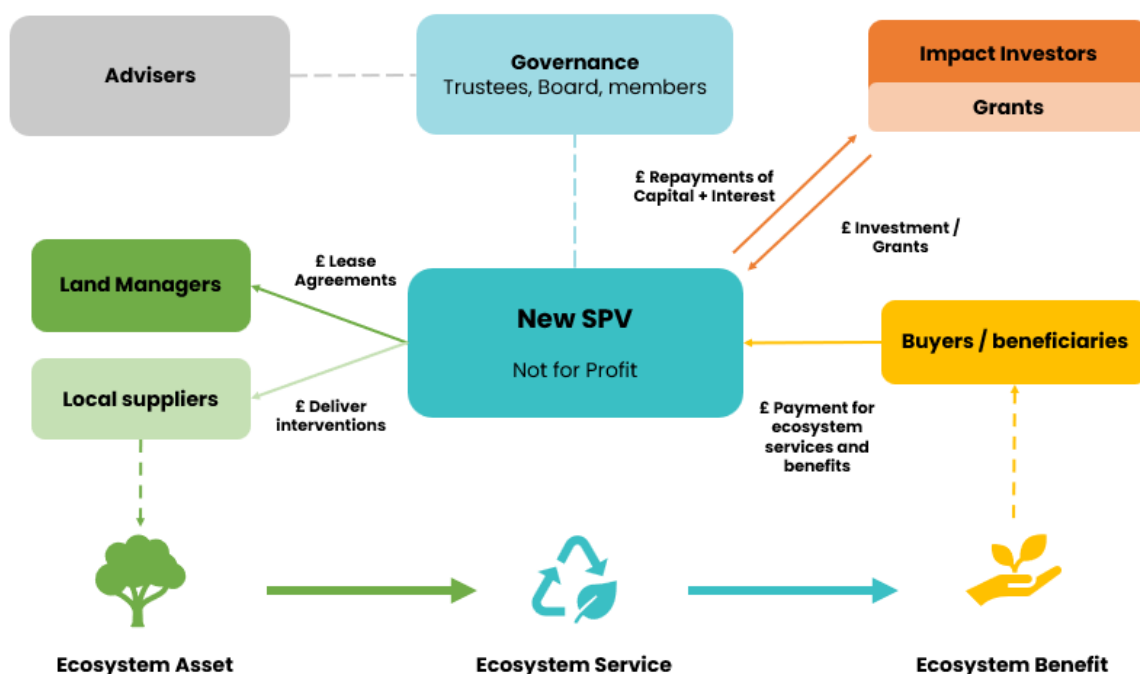 Advisers
Governance
Trustees, Board, members
Impact Investors
Grants
£ Repayments of
Capital + Interest
£ Investment /
Grants
Land Managers
£ Lease
Agreements
New SPV
Not for Profit
Buyers / beneficiaries
Local suppliers
£ Deliver
interventions
£ Payment for
ecosystem
services and
benefits
Ecosystem Asset
Ecosystem Service
Ecosystem Benefit